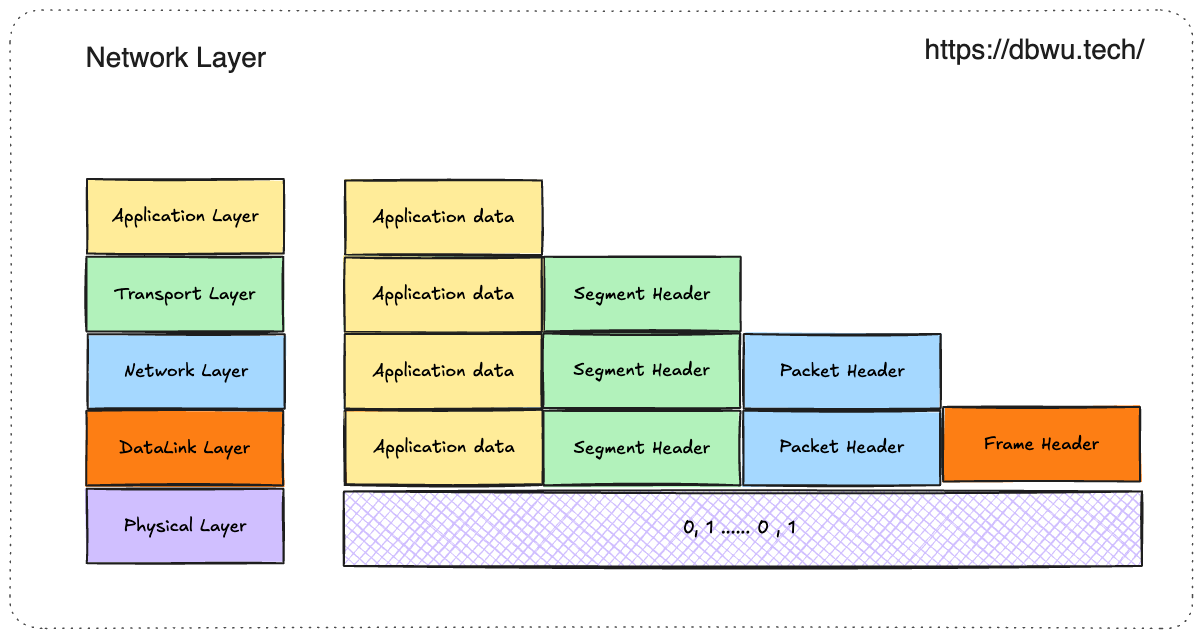 Network Layer
https://dbwu.tech/
Application Layer
Application data
Transport Layer
Application data
Segment Header
Network Layer
Application data
Segment Header
Packet Header
DataLink Layer
Application data
Segment Header
Packet Header
Frame Header
Physical Layer
0, 1 ...... 0 , 1